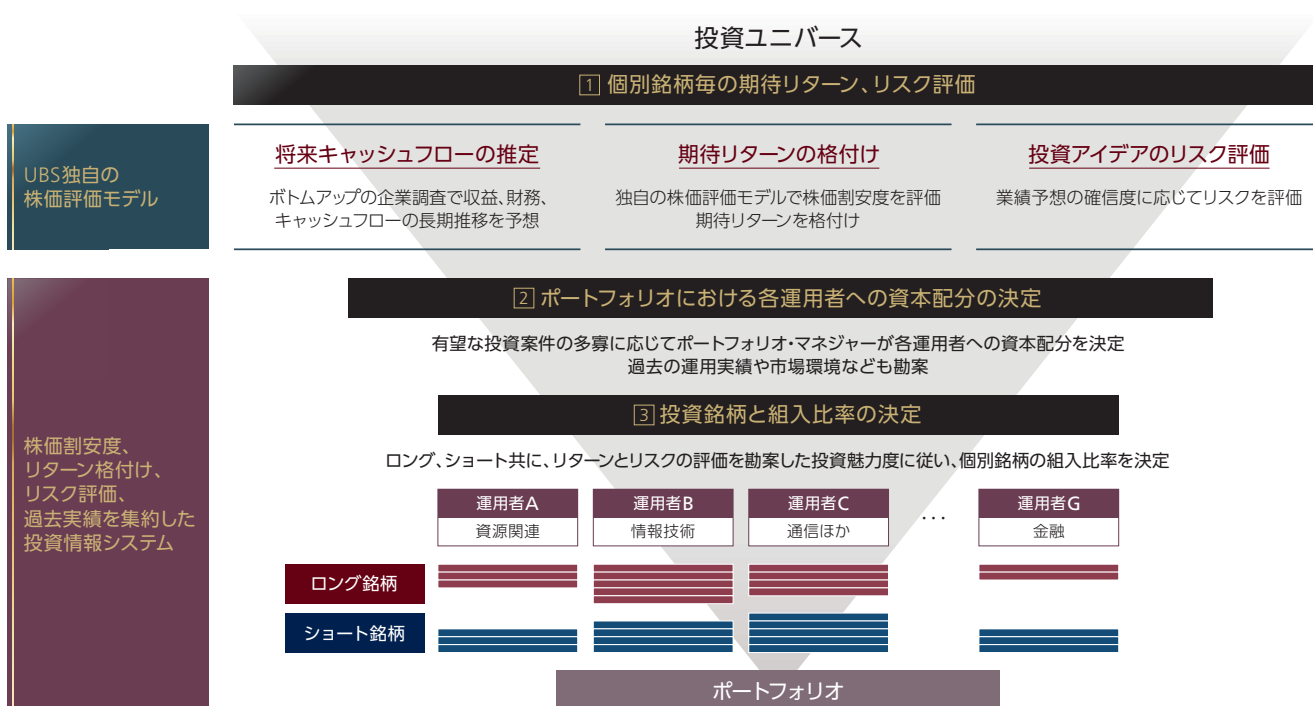 投資ユニバース
1 個別銘柄毎の期待リターン、リスク評価
UBS独自の
株価評価モデル
将来キャッシュフローの推定
ボトムアップの企業調査で収益、財務、
キャッシュフローの長期推移を予想
期待リターンの格付け
独自の株価評価モデルで株価割安度を評価
期待リターンを格付け
投資アイデアのリスク評価
業績予想の確信度に応じてリスクを評価
2 ポートフォリオにおける各運用者への資本配分の決定
有望な投資案件の多寡に応じてポートフォリオ・マネジャーが各運用者への資本配分を決定
過去の運用実績や市場環境なども勘案
3 投資銘柄と組入比率の決定
ロング、ショート共に、リターンとリスクの評価を勘案した投資魅力度に従い、個別銘柄の組入比率を決定
株価割安度、
リターン格付け、
リスク評価、
過去実績を集約した
投資情報システム
運用者A
資源関連
運用者B
情報技術
運用者C
通信ほか
…
運用者G
金融
ロング銘柄
ショート銘柄
ポートフォリオ